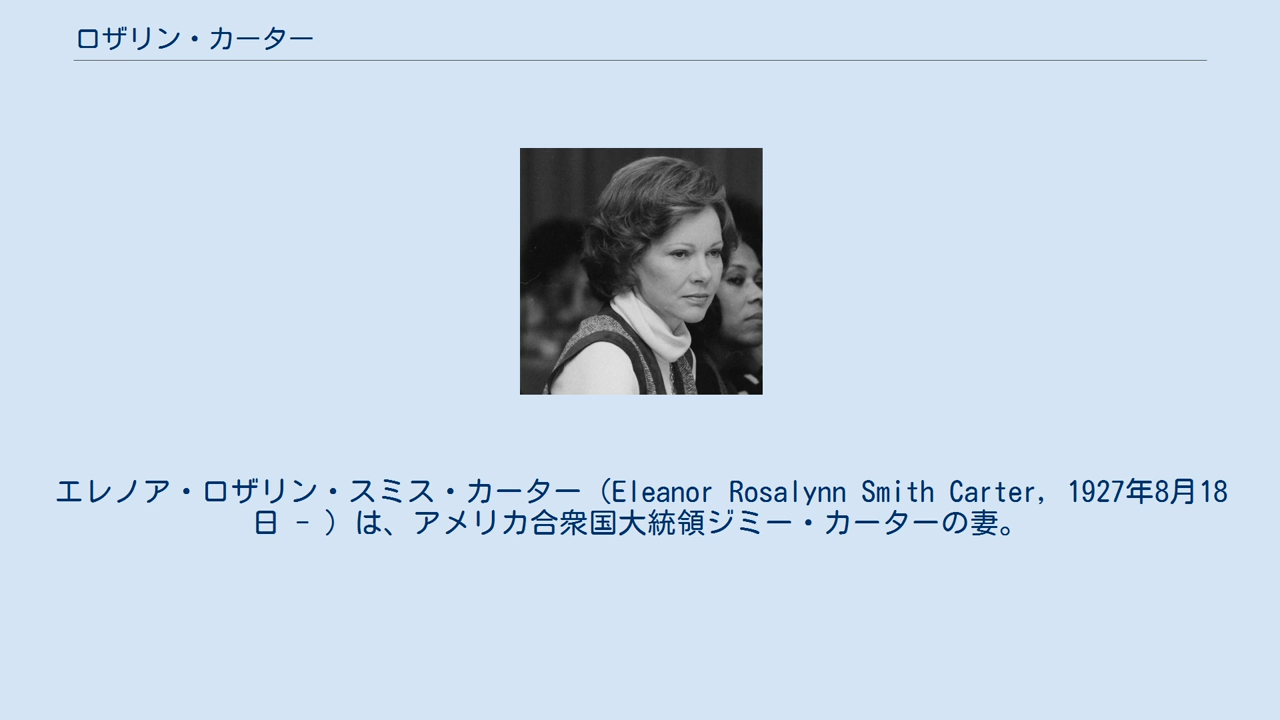 ロザリン・カーター
エレノア・ロザリン・スミス・カーター（Eleanor Rosalynn Smith Carter, 1927年8月18
日 - ）は、アメリカ合衆国大統領ジミー・カーターの妻。